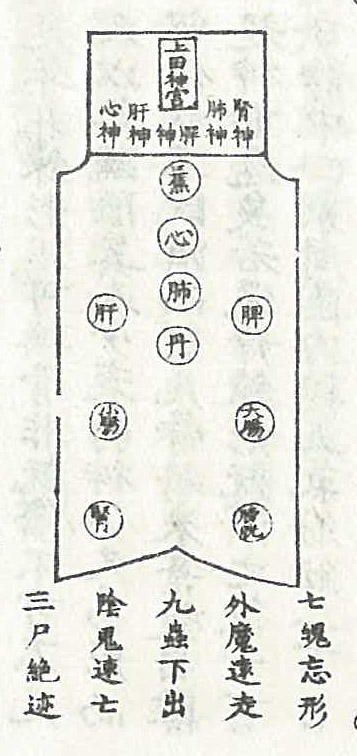 上田神宮
腎神
肺神
脾神
肝神
心神
蕉
心
肺
丹
脾
肝
大腸
小腸
膀胱
腎
七魄忘形
外魔遠走
九蟲下出
陰鬼速亡
三尸絶迹